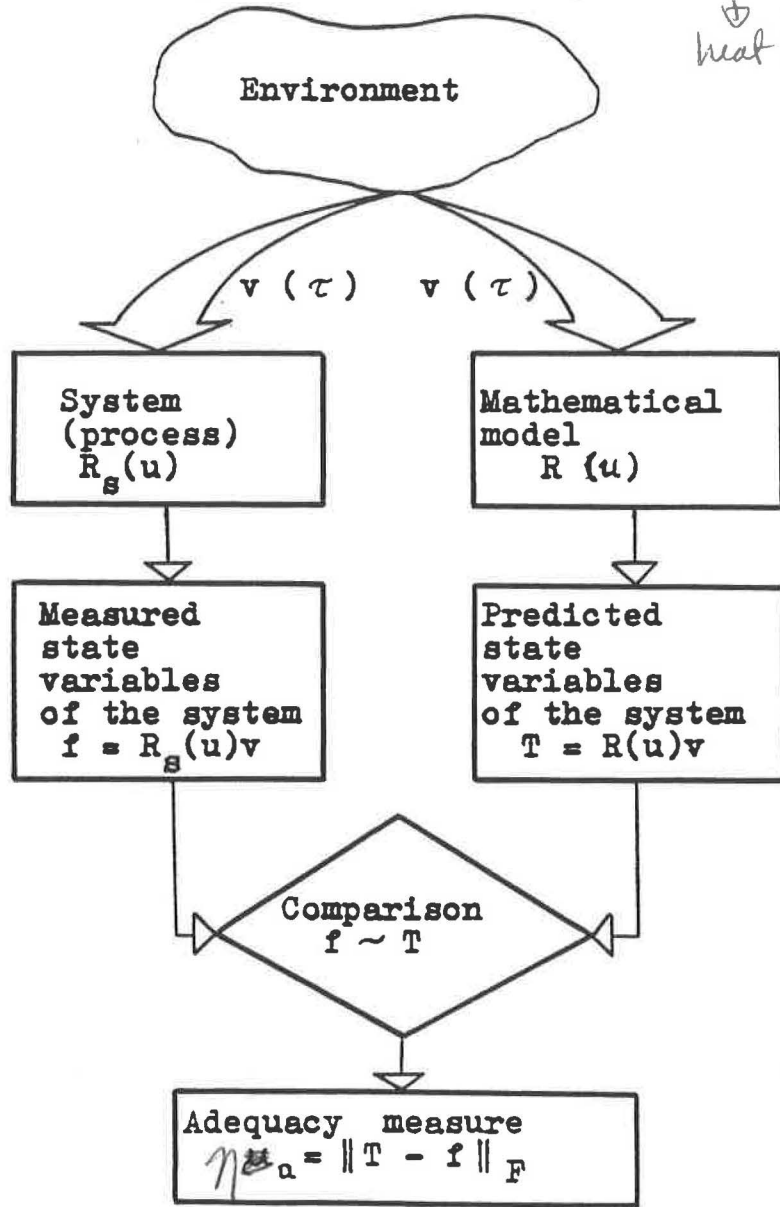 heat
Environment
v (τ)
v (τ)
System
(process)
R_s(u)
Mathematical
model
R {u)
Measured
state
variables
of the system
f = R_s(u)v
Predicted
state
variables
of the system
T = R(u)v
Comparison
f ~ T
Adequacy measure
η_u = ‖T - f‖_F